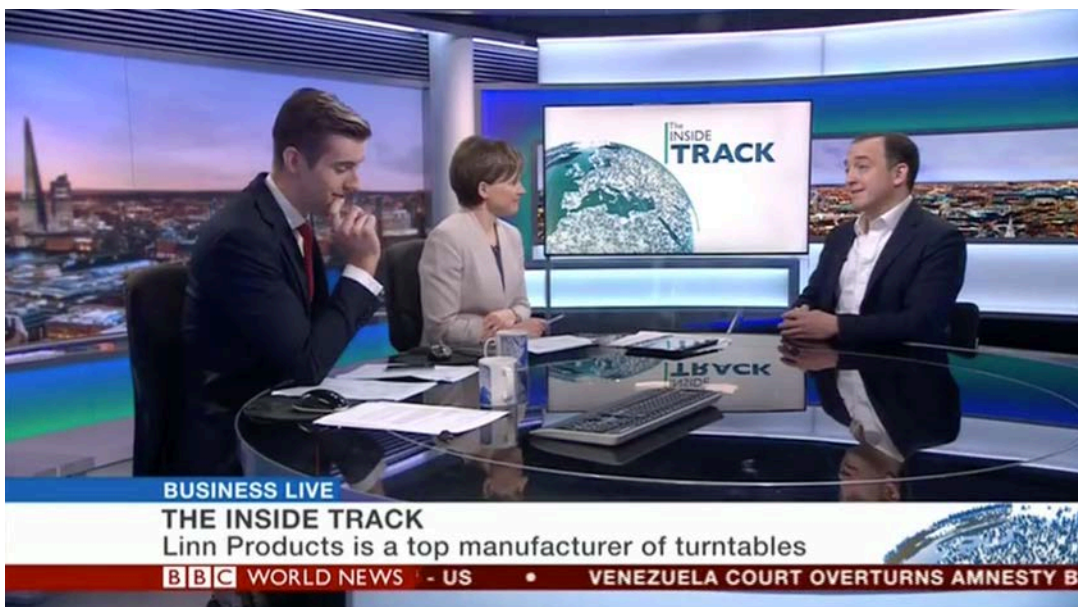 The
INSIDE
TRACK
BUSINESS LIVE
THE INSIDE TRACK
Linn Products is a top manufacturer of turntables
BBC WORLD NEWS - US • VENEZUELA COURT OVERTURNS AMNESTY B